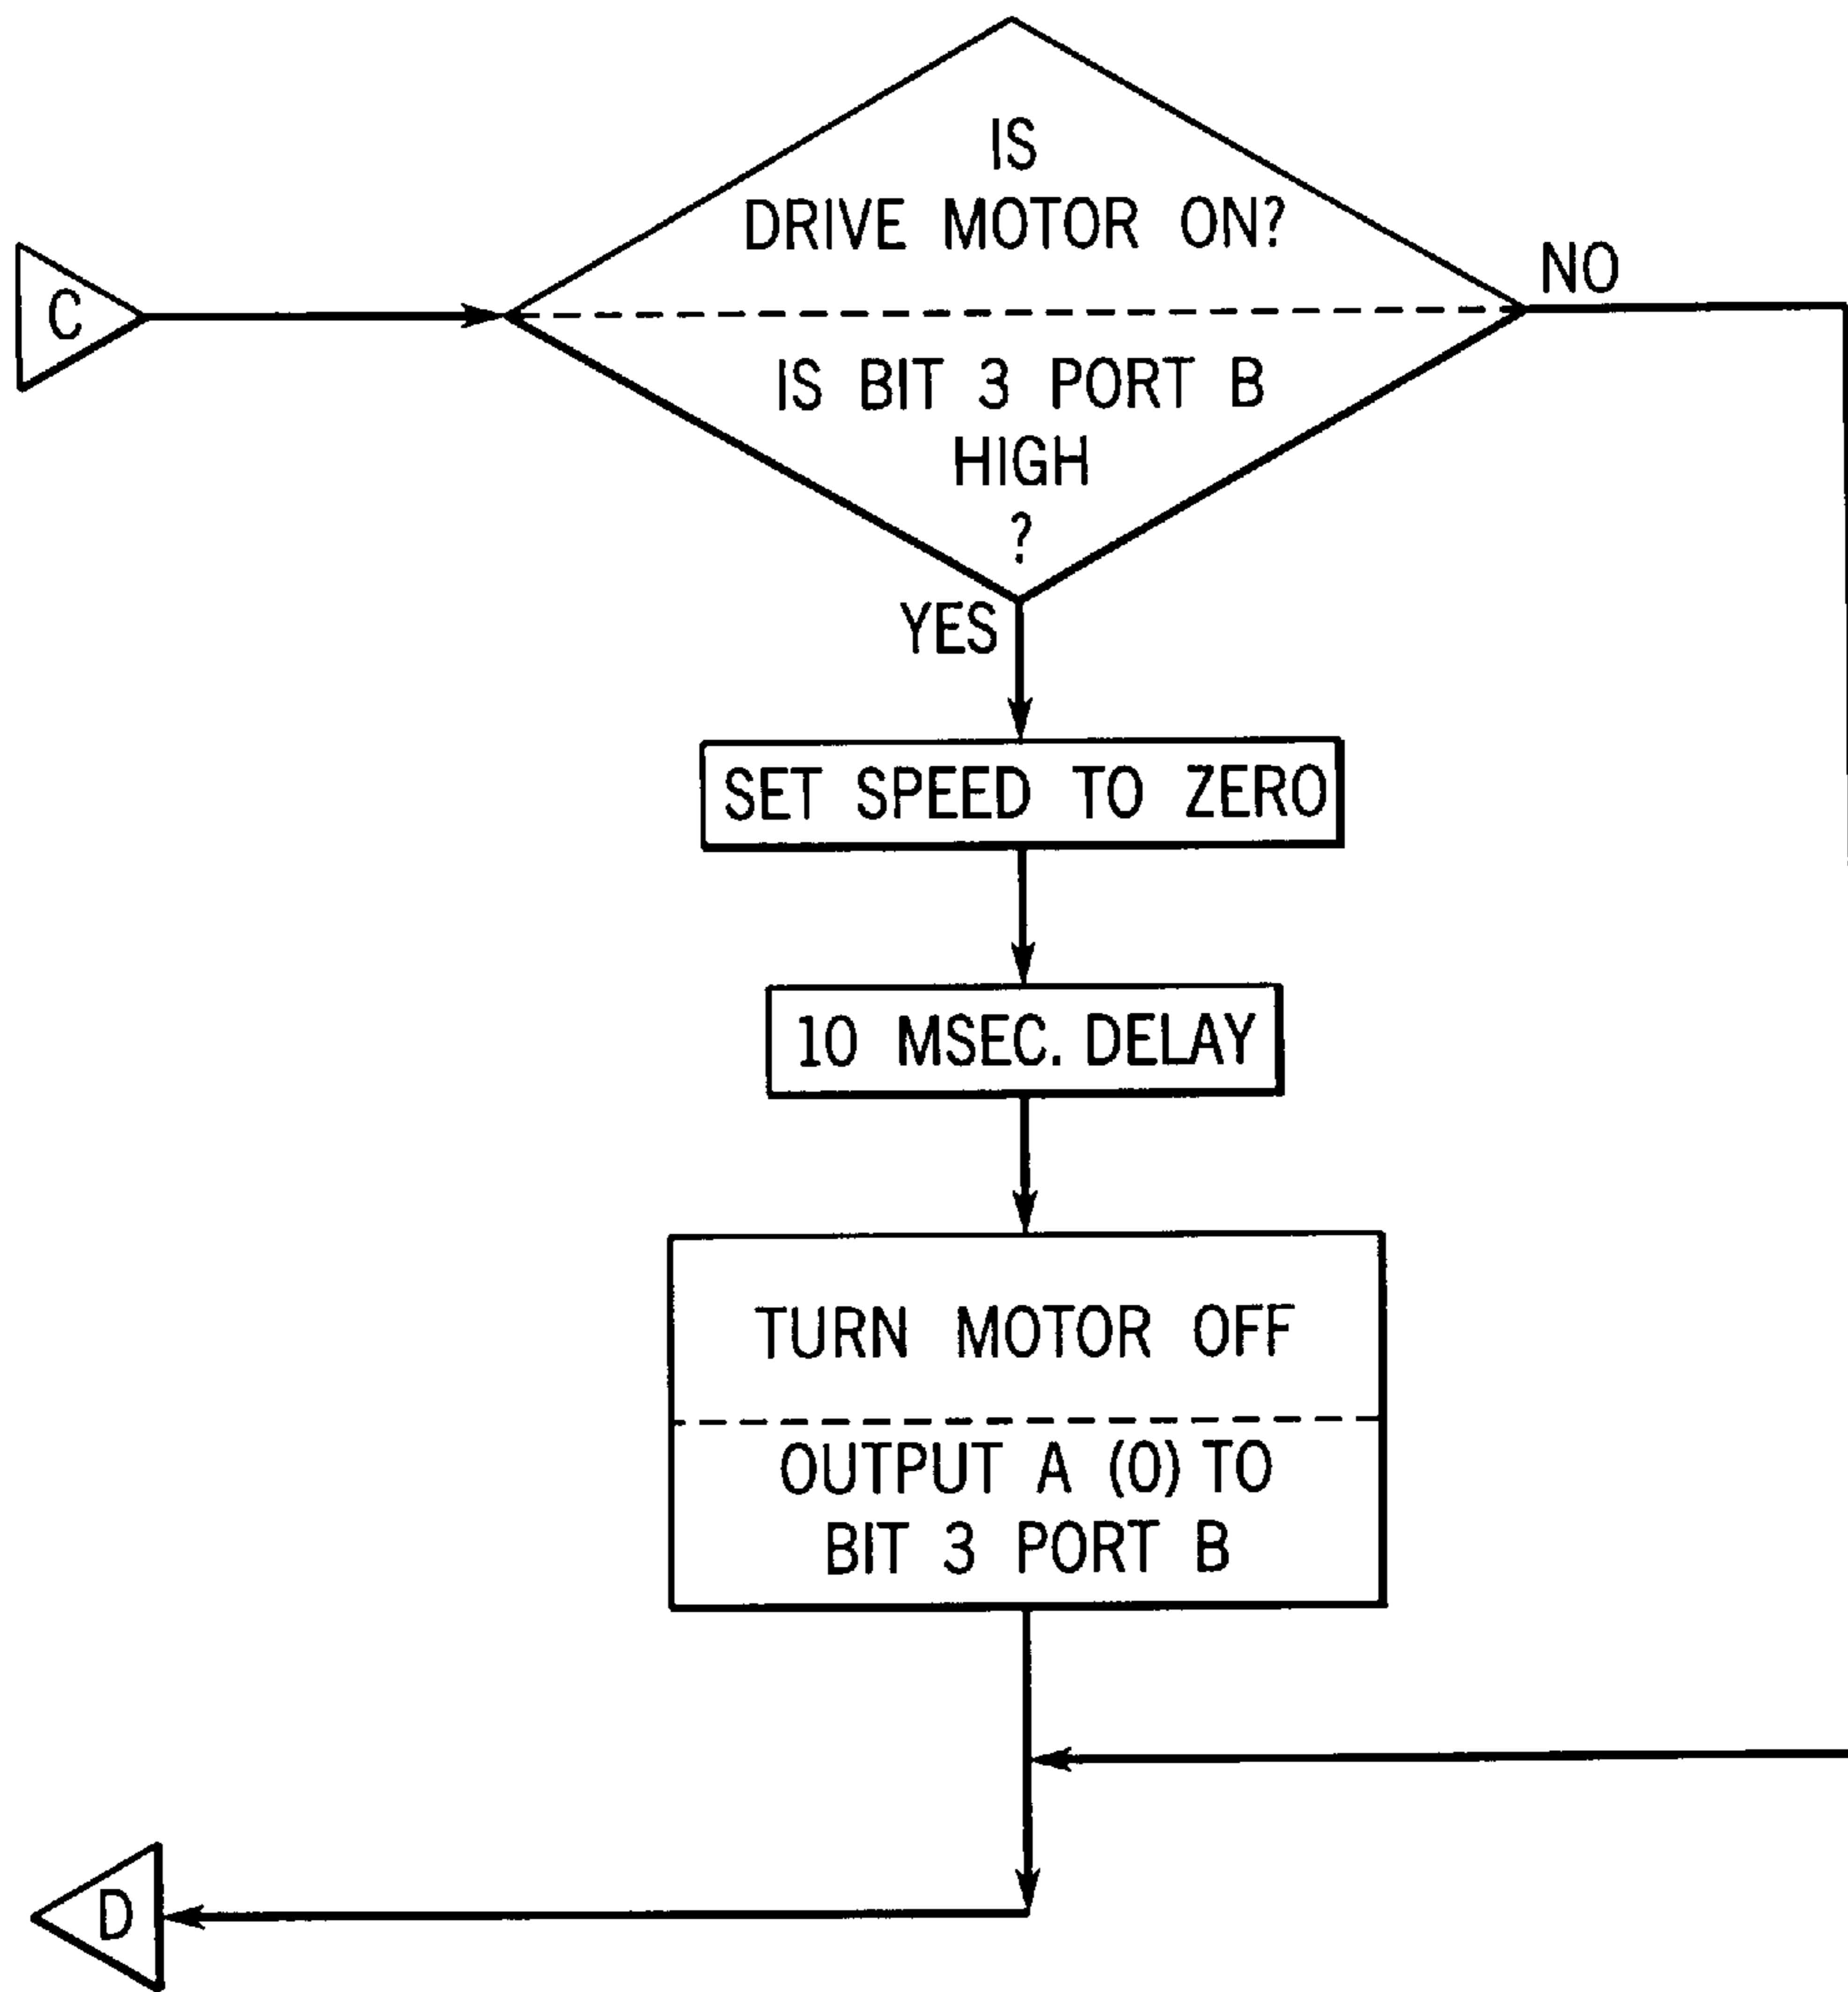 IS
DRIVE MOTOR ON?
NO
C
IS BIT 3 PORT B
HIGH
?
YES
SET SPEED TO ZERO
10 MSEC. DELAY
TURN MOTOR OFF
OUTPUT A (0) TO
BIT 3 PORT B
D